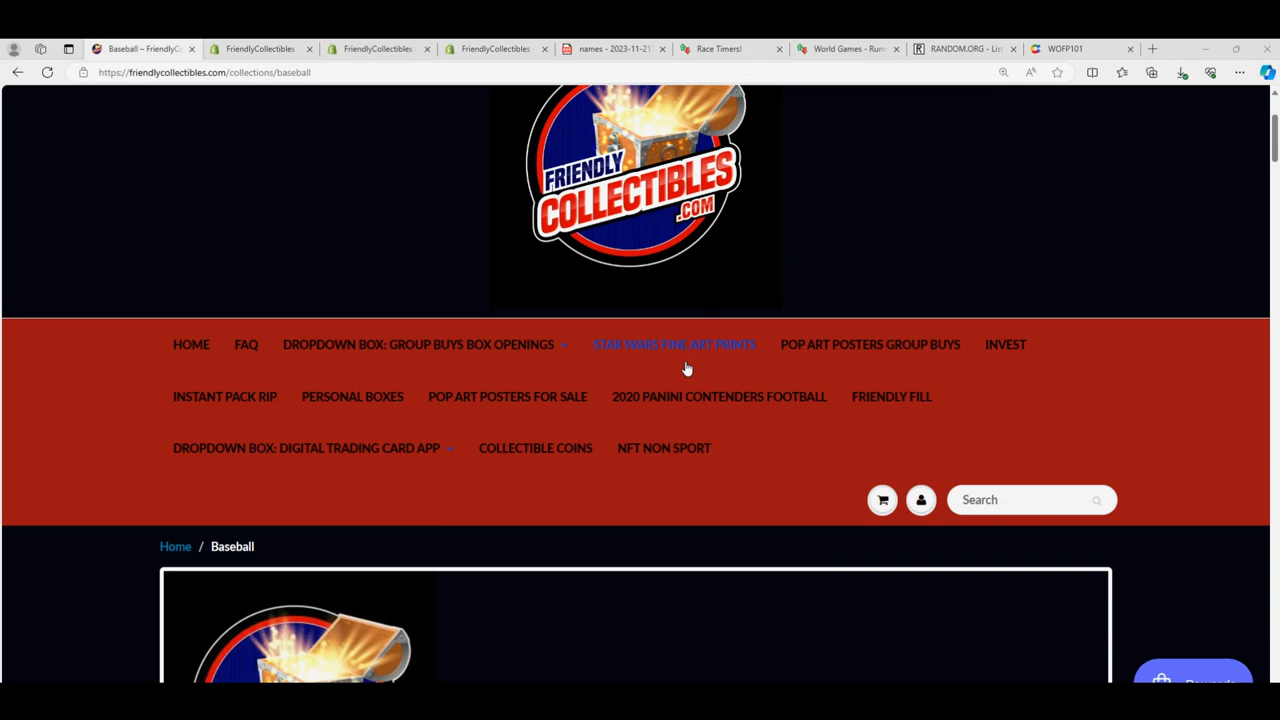 Baseball – FriendlyC
FriendlyCollectibles
FriendlyCollectibles
FriendlyCollectibles
names - 2023-11-21
Race Timers!
World Games - Run
RANDOM.ORG - List
WOFP101
https://friendlycollectibles.com/collections/baseball
FRIENDLY
COLLECTIBLES
.COM
HOME FAQ DROPDOWN BOX: GROUP BUYS BOX OPENINGS STAR WARS FINE ART PRINTS POP ART POSTERS GROUP BUYS INVEST
INSTANT PACK RIP PERSONAL BOXES POP ART POSTERS FOR SALE 2020 PANINI CONTENDERS FOOTBALL FRIENDLY FILL
DROPDOWN BOX: DIGITAL TRADING CARD APP COLLECTIBLE COINS NFT NON SPORT
Search
Home / Baseball